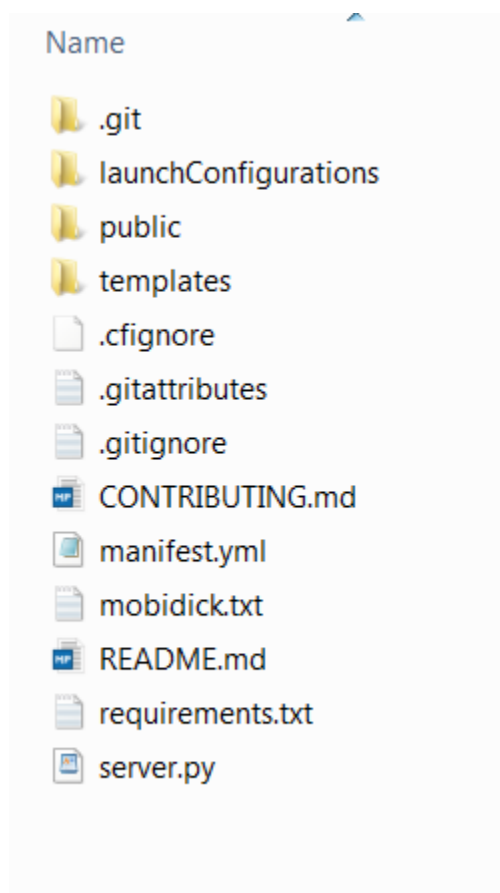 Name
.git
launchConfigurations
public
templates
.cfignore
.gitattributes
.gitignore
CONTRIBUTING.md
manifest.yml
mobidick.txt
README.md
requirements.txt
server.py